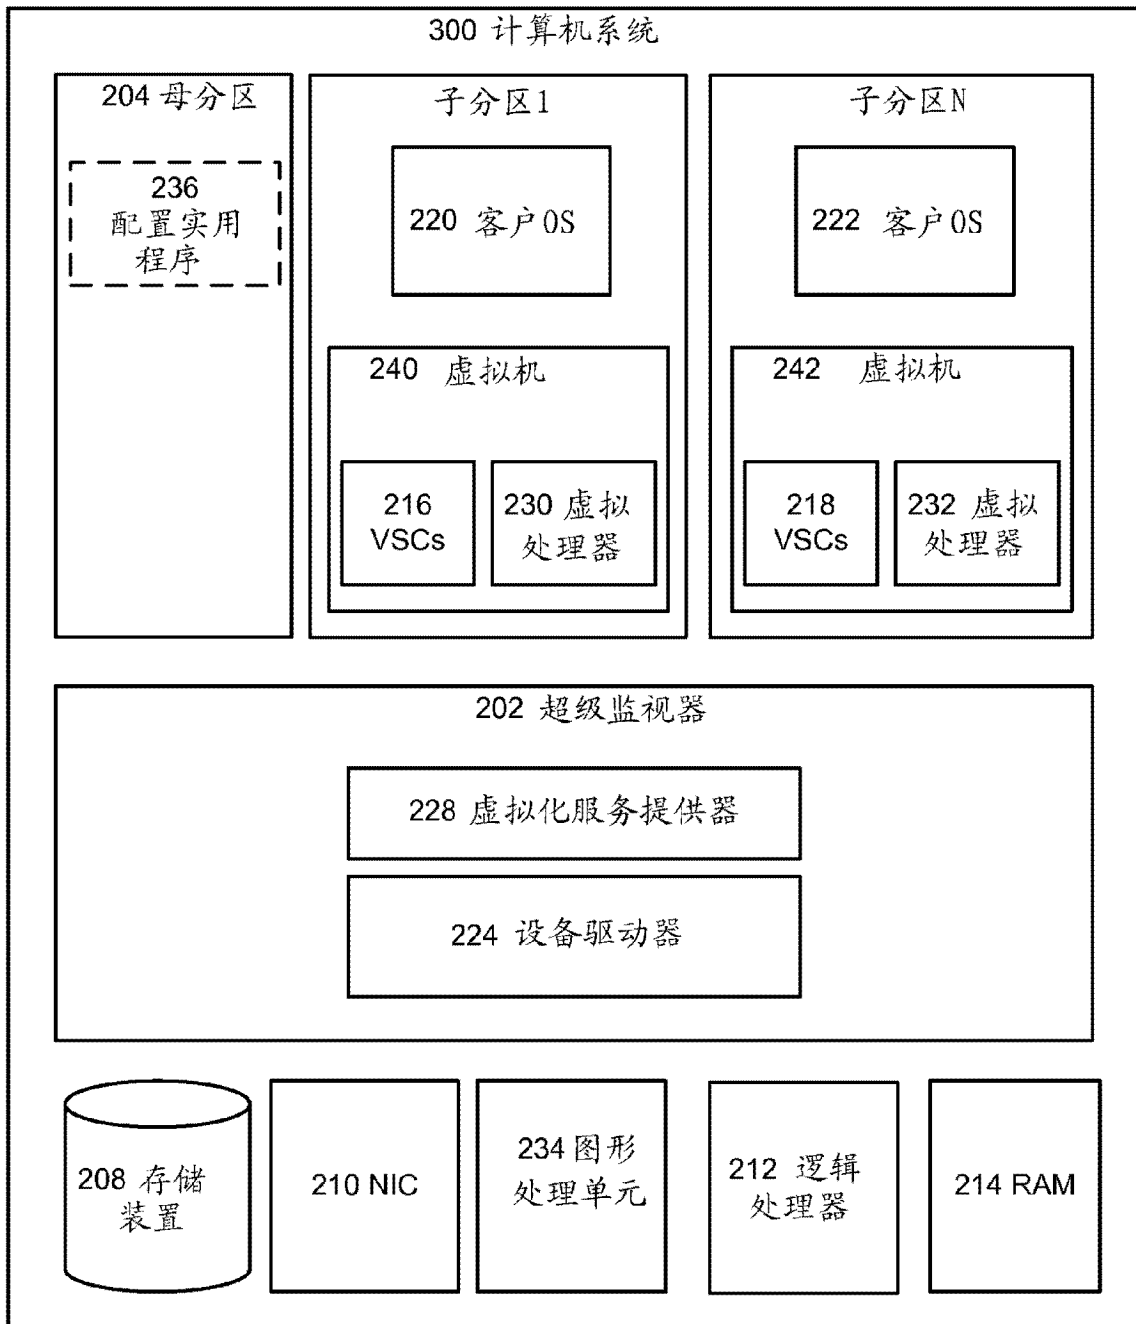 300 计算机系统
204 母分区
236
配置实用
程序
子分区1
220 客户OS
240 虚拟机
216
VSCs
230 虚拟
处理器
子分区N
222 客户OS
242 虚拟机
218
VSCs
232 虚拟
处理器
202 超级监视器
228 虚拟化服务提供器
224 设备驱动器
208 存储
装置
210 NIC
234 图形
处理单元
212 逻辑
处理器
214 RAM